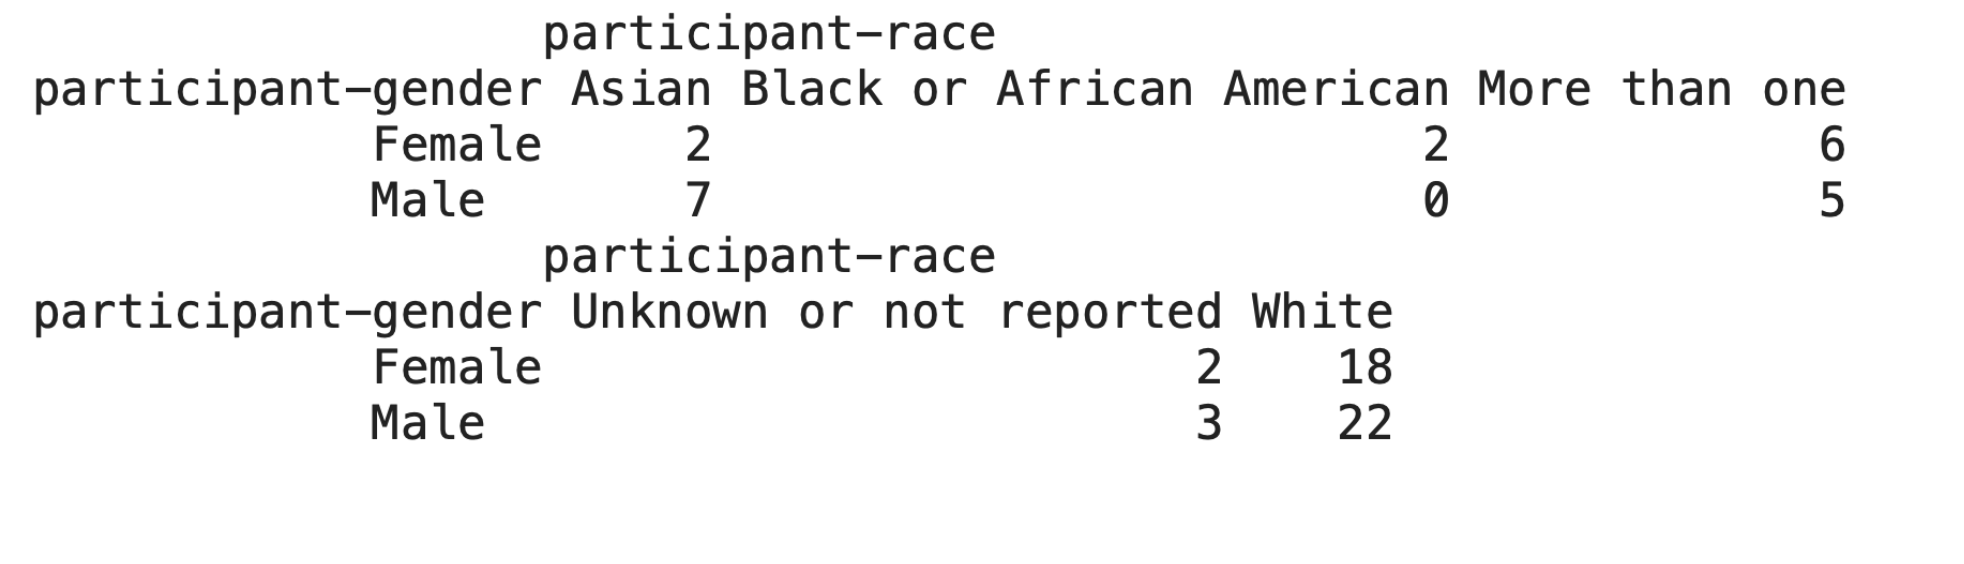 participant-race
participant-gender Asian Black or African American More than one
Female 2 2 6
Male 7 0 5
participant-race
participant-gender Unknown or not reported White
Female 2 18
Male 3 22